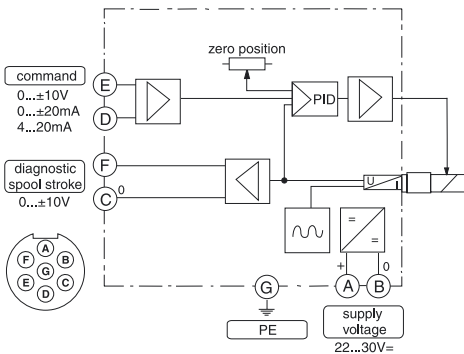 zero position
command
0...±10V
0...±20mA
4...20mA
E
D
PID
diagnostic
spool stroke
0...±10V
F
C
0
U
L
=
=
+
0
A
B
A
F
B
G
E
C
D
G
PE
supply
voltage
22...30V=